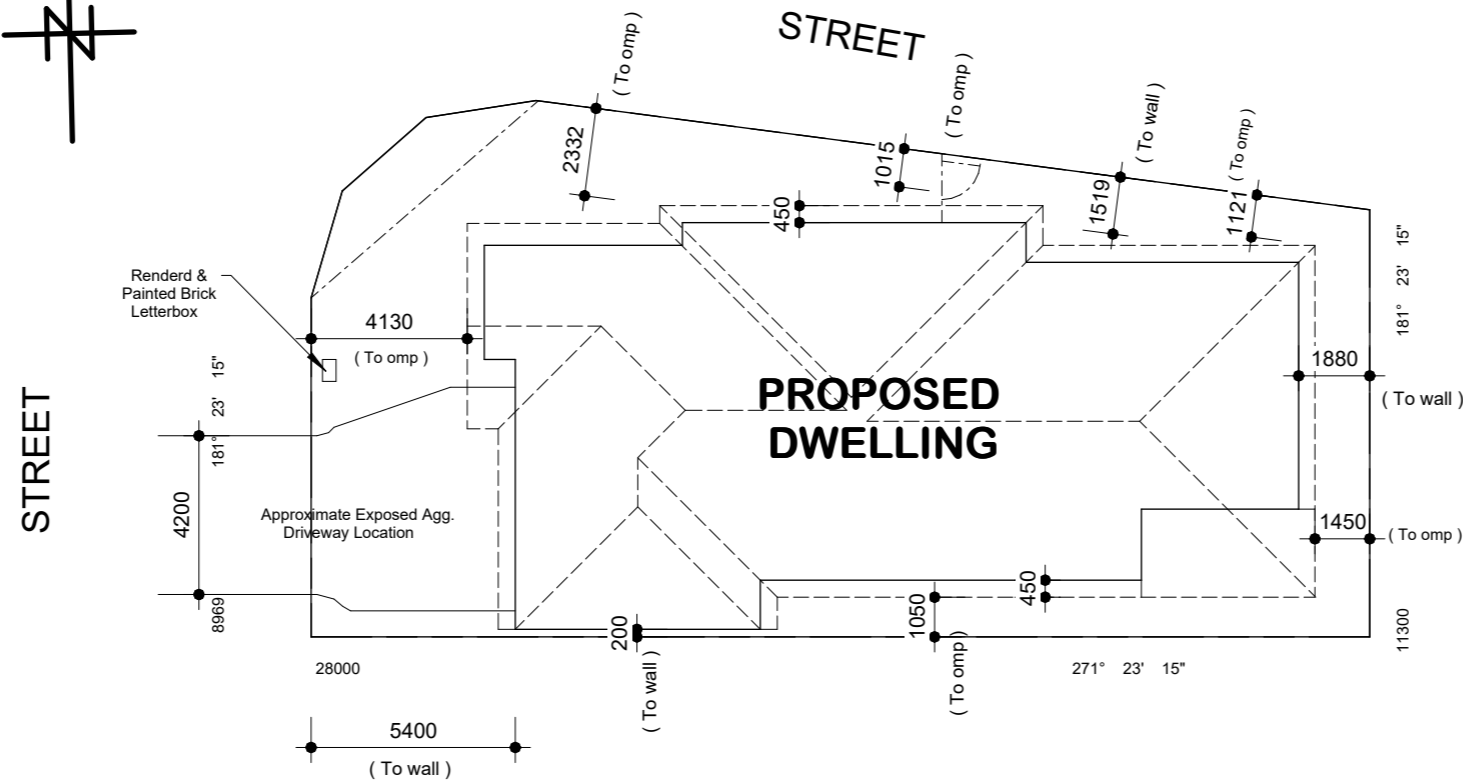 N
STREET
( To omp )
2332
( To omp )
1015
( To wall )
1519
( To omp )
1121
450
181° 23' 15"
Renderd &
Painted Brick
Letterbox
4130
( To omp )
PROPOSED
DWELLING
1880
( To wall )
STREET
181° 23' 15"
4200
Approximate Exposed Agg.
Driveway Location
8969
1450
( To omp )
450
1050
( To omp )
200
( To wall )
11300
28000
271° 23' 15"
5400
( To wall )